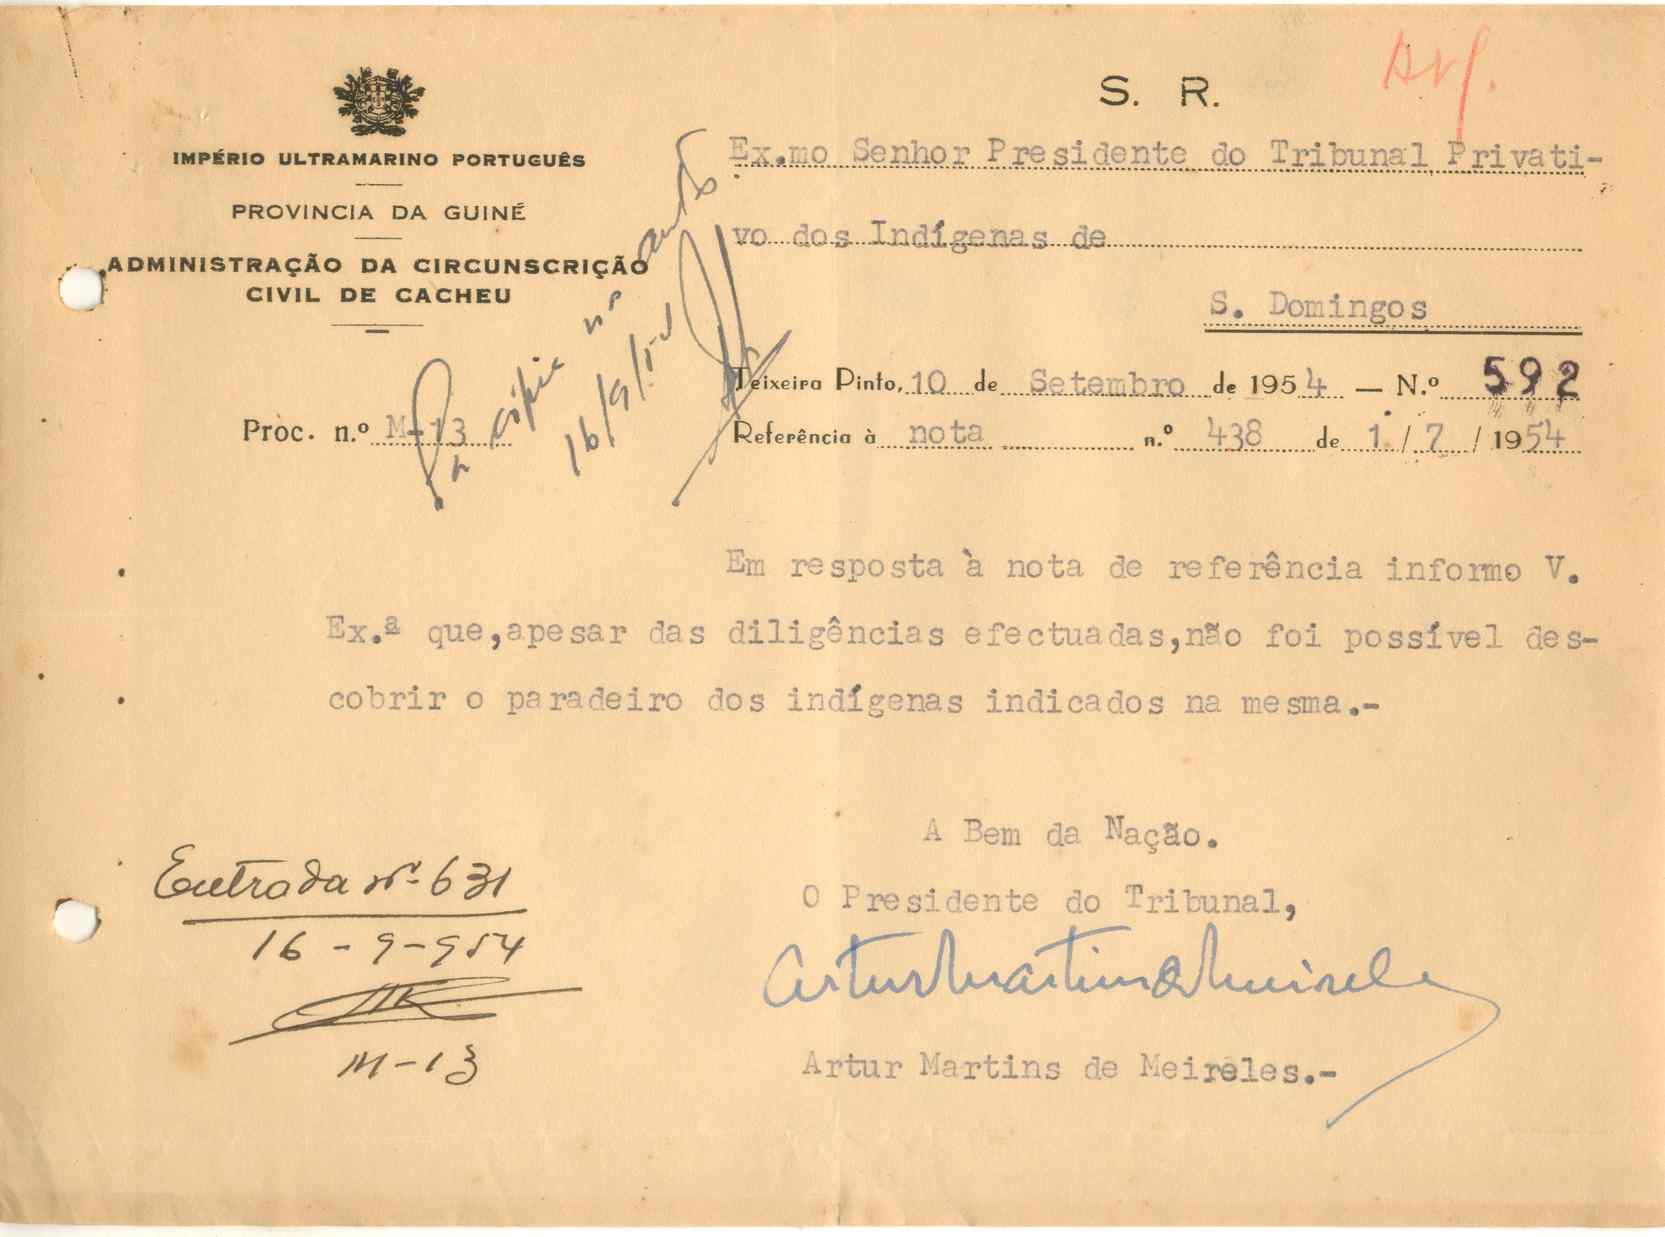 S. R.
IMPÉRIO ULTRAMARINO PORTUGUÊS
PROVINCIA DA GUINÉ
ADMINISTRAÇÃO DA CIRCUNSCRIÇÃO
CIVIL DE CACHEU
Proc. n.º M-13
16/9/54
Ex.mo Senhor Presidente do Tribunal Privati-
vo dos Indígenas de
S. Domingos
Teixeira Pinto, 10 de Setembro de 1954 — N.º 592
Referência à nota n.º 438 de 1/7/1954
Em resposta à nota de referência informo V.
Ex.ª que,apesar das diligências efectuadas,não foi possível des-
cobrir o paradeiro dos indígenas indicados na mesma.-
A Bem da Nação.
O Presidente do Tribunal,
Artur Martins de Meireles
Artur Martins de Meireles.-
Entrada nº 631
16-9-954
M-13